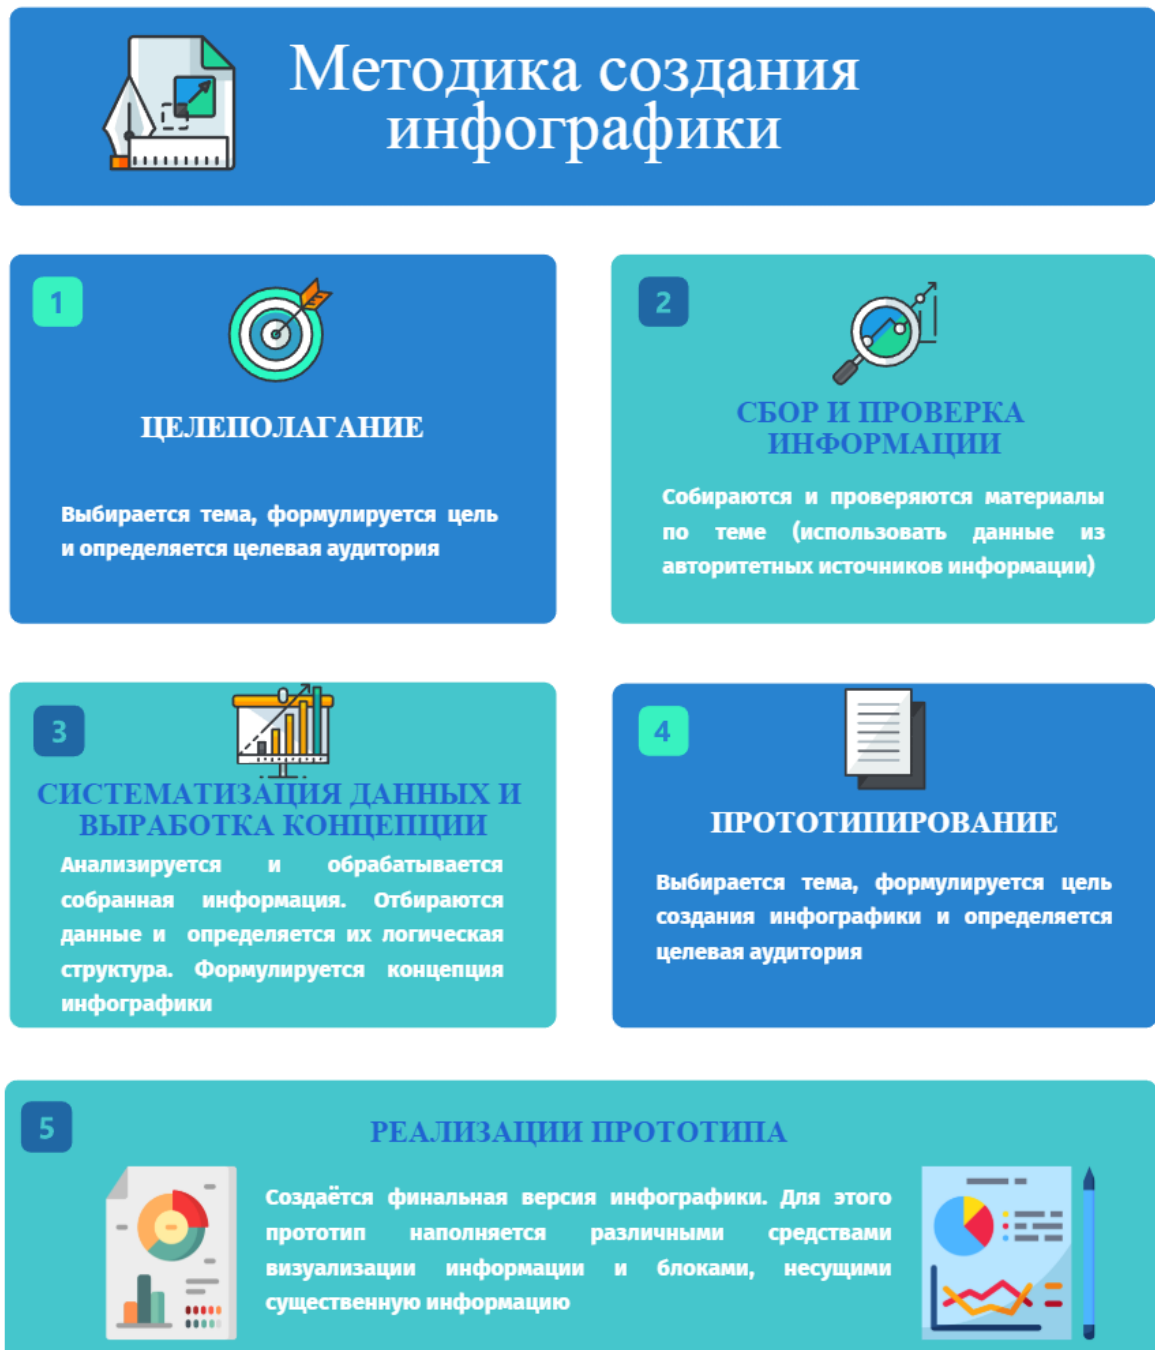 Методика создания
инфографики
1
ЦЕЛЕПОЛАГАНИЕ
Выбирается тема, формулируется цель
и определяется целевая аудитория
2
СБОР И ПРОВЕРКА
ИНФОРМАЦИИ
Собираются и проверяются материалы
по теме (использовать данные из
авторитетных источников информации)
3
СИСТЕМАТИЗАЦИЯ ДАННЫХ И
ВЫРАБОТКА КОНЦЕПЦИИ
Анализируется и обрабатывается
собранная информация. Отбираются
данные и определяется их логическая
структура. Формулируется концепция
инфографики
4
ПРОТОТИПИРОВАНИЕ
Выбирается тема, формулируется цель
создания инфографики и определяется
целевая аудитория
5
РЕАЛИЗАЦИИ ПРОТОТИПА
Создаётся финальная версия инфографики. Для этого
прототип наполняется различными средствами
визуализации информации и блоками, несущими
существенную информацию